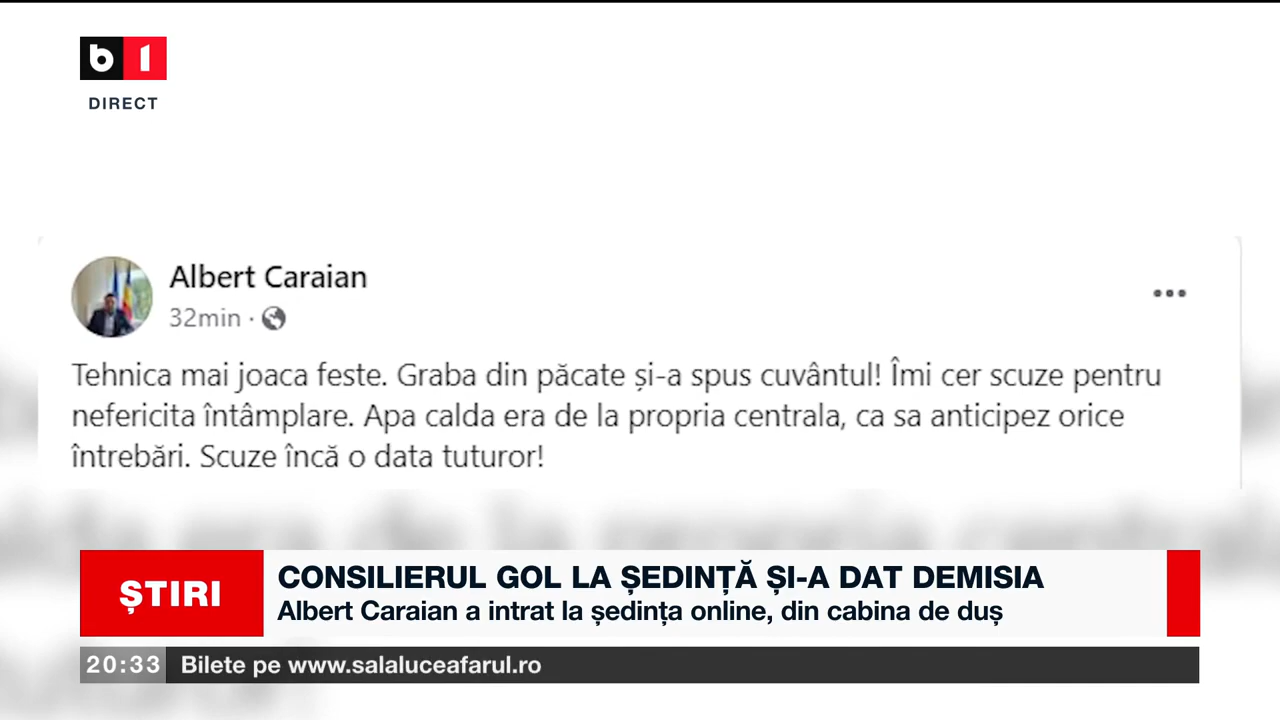 b1
DIRECT
Albert Caraian
32min ·
Tehnica mai joaca feste. Graba din păcate și-a spus cuvântul! Îmi cer scuze pentru
nefericita întâmplare. Apa calda era de la propria centrala, ca sa anticipez orice
întrebări. Scuze încă o data tuturor!
ȘTIRI
CONSILIERUL GOL LA ȘEDINȚĂ ȘI-A DAT DEMISIA
Albert Caraian a intrat la ședința online, din cabina de duș
20:33 Bilete pe www.salaluceafarul.ro